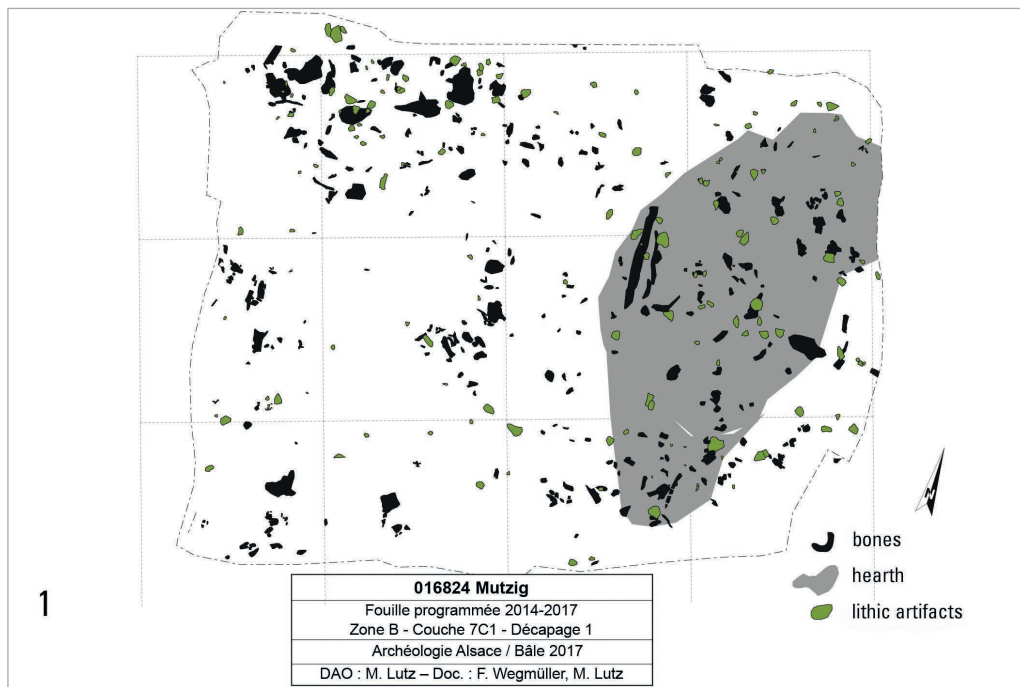 N
bones
hearth
lithic artifacts
1
016824 Mutzig
Fouille programmée 2014-2017
Zone B - Couche 7C1 - Décapage 1
Archéologie Alsace / Bâle 2017
DAO : M. Lutz – Doc. : F. Wegmüller, M. Lutz